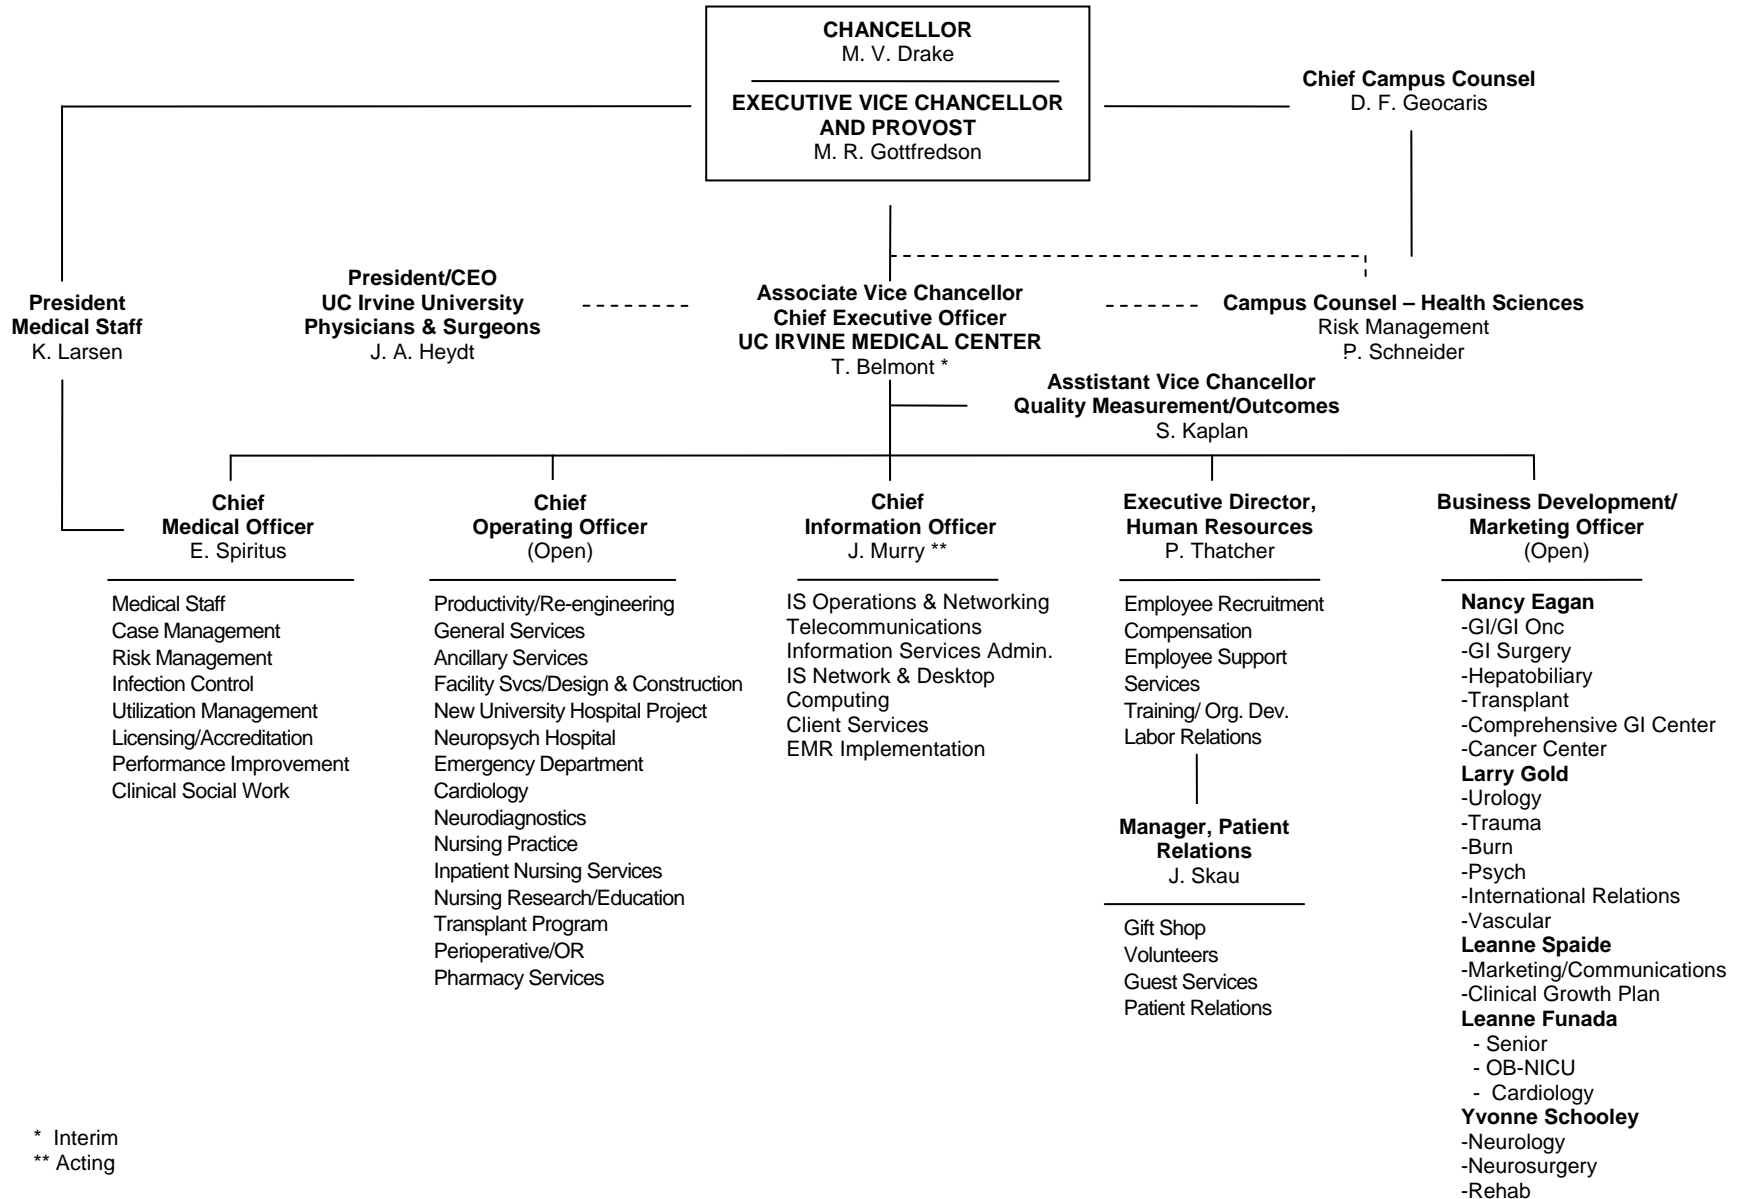 CHANCELLOR
M. V. Drake
EXECUTIVE VICE CHANCELLOR
AND PROVOST
M. R. Gottfredson
Chief Campus Counsel
D. F. Geocaris
President
Medical Staff
K. Larsen
President/CEO
UC Irvine University
Physicians & Surgeons
J. A. Heydt
Associate Vice Chancellor
Chief Executive Officer
UC IRVINE MEDICAL CENTER
T. Belmont *
Campus Counsel – Health Sciences
Risk Management
P. Schneider
Asstistant Vice Chancellor
Quality Measurement/Outcomes
S. Kaplan
Chief
Medical Officer
E. Spiritus
Medical Staff
Case Management
Risk Management
Infection Control
Utilization Management
Licensing/Accreditation
Performance Improvement
Clinical Social Work
Chief
Operating Officer
(Open)
Productivity/Re-engineering
General Services
Ancillary Services
Facility Svcs/Design & Construction
New University Hospital Project
Neuropsych Hospital
Emergency Department
Cardiology
Neurodiagnostics
Nursing Practice
Inpatient Nursing Services
Nursing Research/Education
Transplant Program
Perioperative/OR
Pharmacy Services
Chief
Information Officer
J. Murry **
IS Operations & Networking
Telecommunications
Information Services Admin.
IS Network & Desktop
Computing
Client Services
EMR Implementation
Executive Director,
Human Resources
P. Thatcher
Employee Recruitment
Compensation
Employee Support
Services
Training/ Org. Dev.
Labor Relations
Manager, Patient
Relations
J. Skau
Gift Shop
Volunteers
Guest Services
Patient Relations
Business Development/
Marketing Officer
(Open)
Nancy Eagan
-GI/GI Onc
-GI Surgery
-Hepatobiliary
-Transplant
-Comprehensive GI Center
-Cancer Center
Larry Gold
-Urology
-Trauma
-Burn
-Psych
-International Relations
-Vascular
Leanne Spaide
-Marketing/Communications
-Clinical Growth Plan
Leanne Funada
- Senior
- OB-NICU
- Cardiology
Yvonne Schooley
-Neurology
-Neurosurgery
-Rehab
* Interim
** Acting